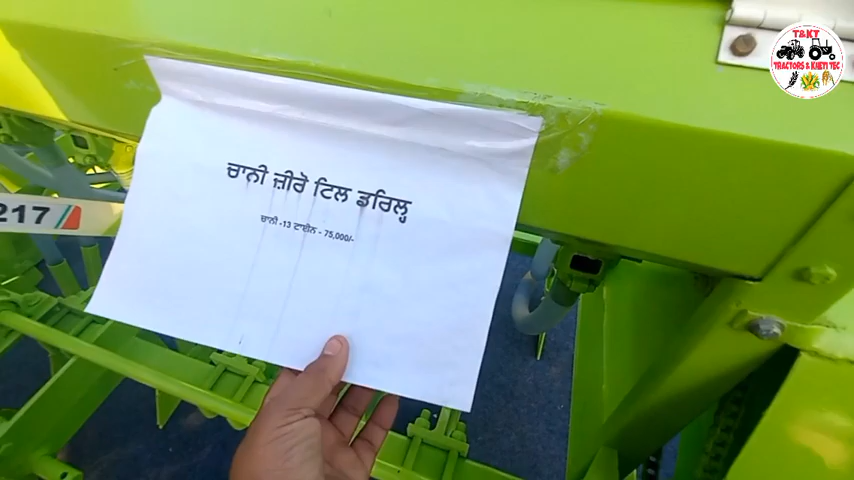 T&KT
TRACTORS & KHETI TEC
ਚਾਨੀ ਜ਼ੀਰੋ ਟਿਲ ਡਰਿਲ੍ਹ
ਚਾਨੀ -13 ਟਾਈਨ - 75,000/-
217